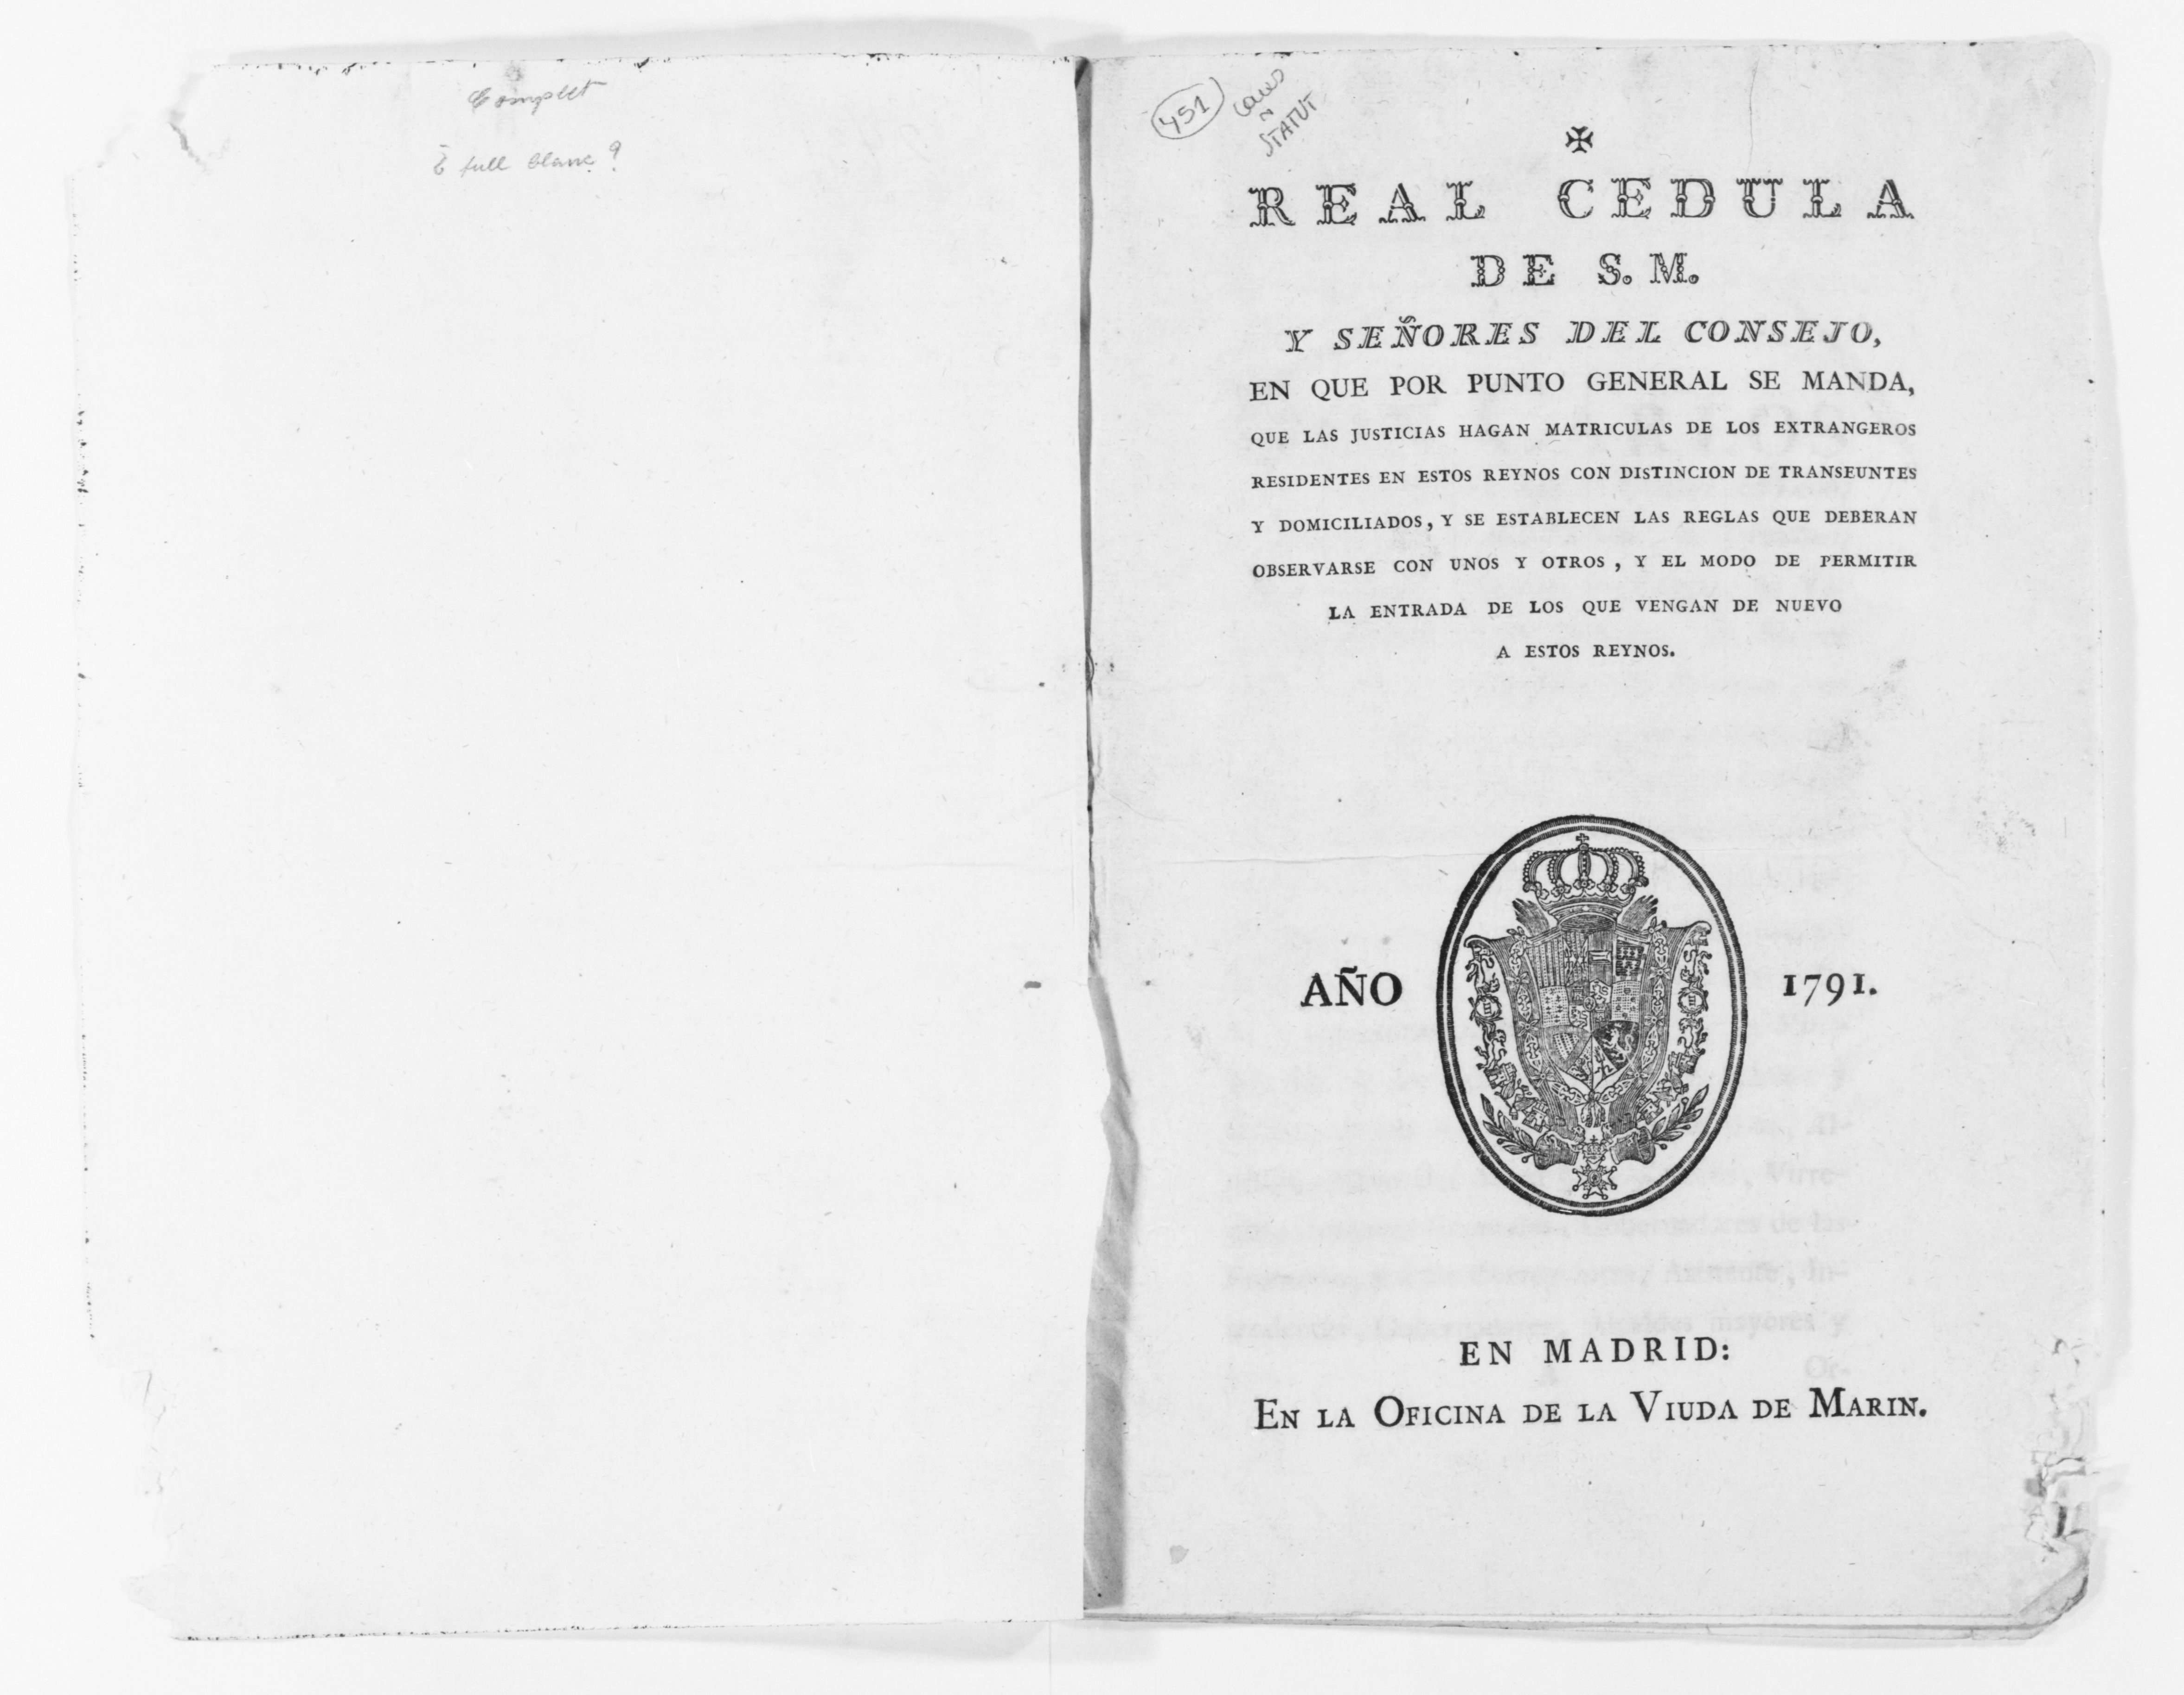 Complet
full blanc?
451
STATUT
✠
REAL CEDULA
DE S. M.
Y SEÑORES DEL CONSEJO,
EN QUE POR PUNTO GENERAL SE MANDA,
QUE LAS JUSTICIAS HAGAN MATRICULAS DE LOS EXTRANGEROS
RESIDENTES EN ESTOS REYNOS CON DISTINCION DE TRANSEUNTES
Y DOMICILIADOS, Y SE ESTABLECEN LAS REGLAS QUE DEBERAN
OBSERVARSE CON UNOS Y OTROS, Y EL MODO DE PERMITIR
LA ENTRADA DE LOS QUE VENGAN DE NUEVO
A ESTOS REYNOS.
AÑO 1791.
EN MADRID:
EN LA OFICINA DE LA VIUDA DE MARIN.